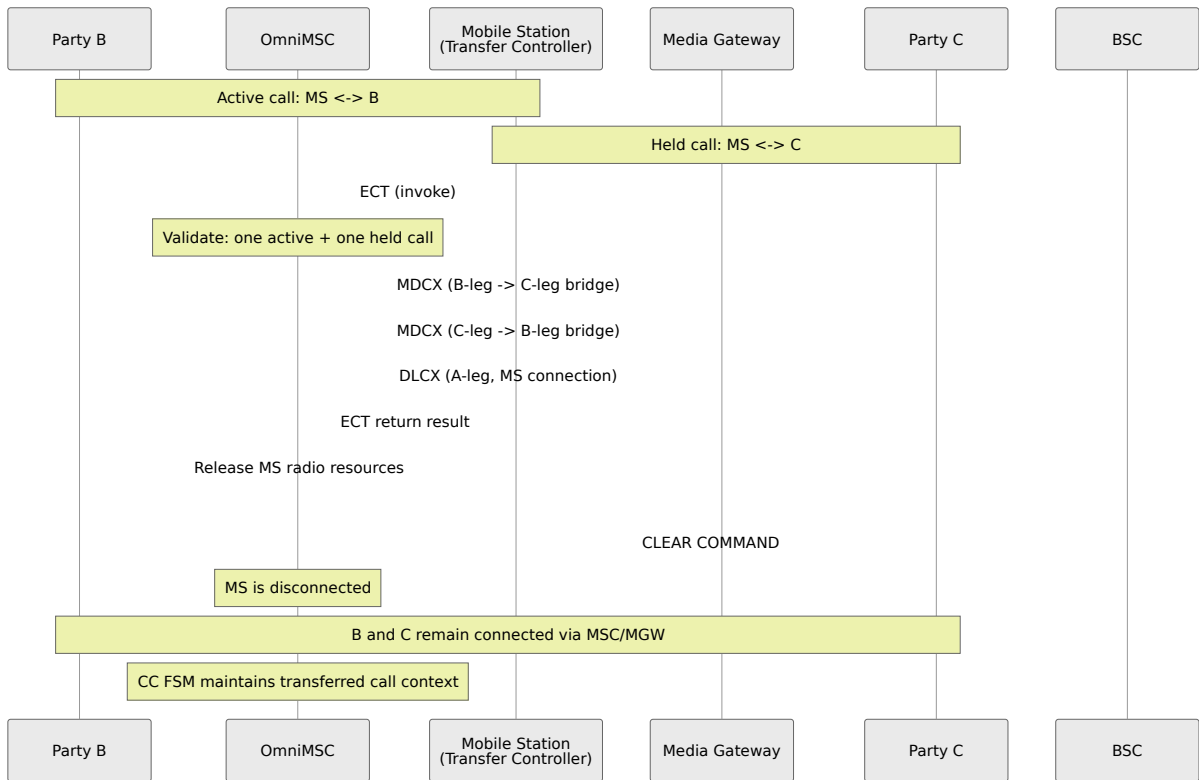 Party B
OmniMSC
Mobile Station
(Transfer Controller)
Media Gateway
Party C
BSC
Active call: MS <-> B
Held call: MS <-> C
ECT (invoke)
Validate: one active + one held call
MDCX (B-leg -> C-leg bridge)
MDCX (C-leg -> B-leg bridge)
DLCX (A-leg, MS connection)
ECT return result
Release MS radio resources
CLEAR COMMAND
MS is disconnected
B and C remain connected via MSC/MGW
CC FSM maintains transferred call context
Party B
OmniMSC
Mobile Station
(Transfer Controller)
Media Gateway
Party C
BSC